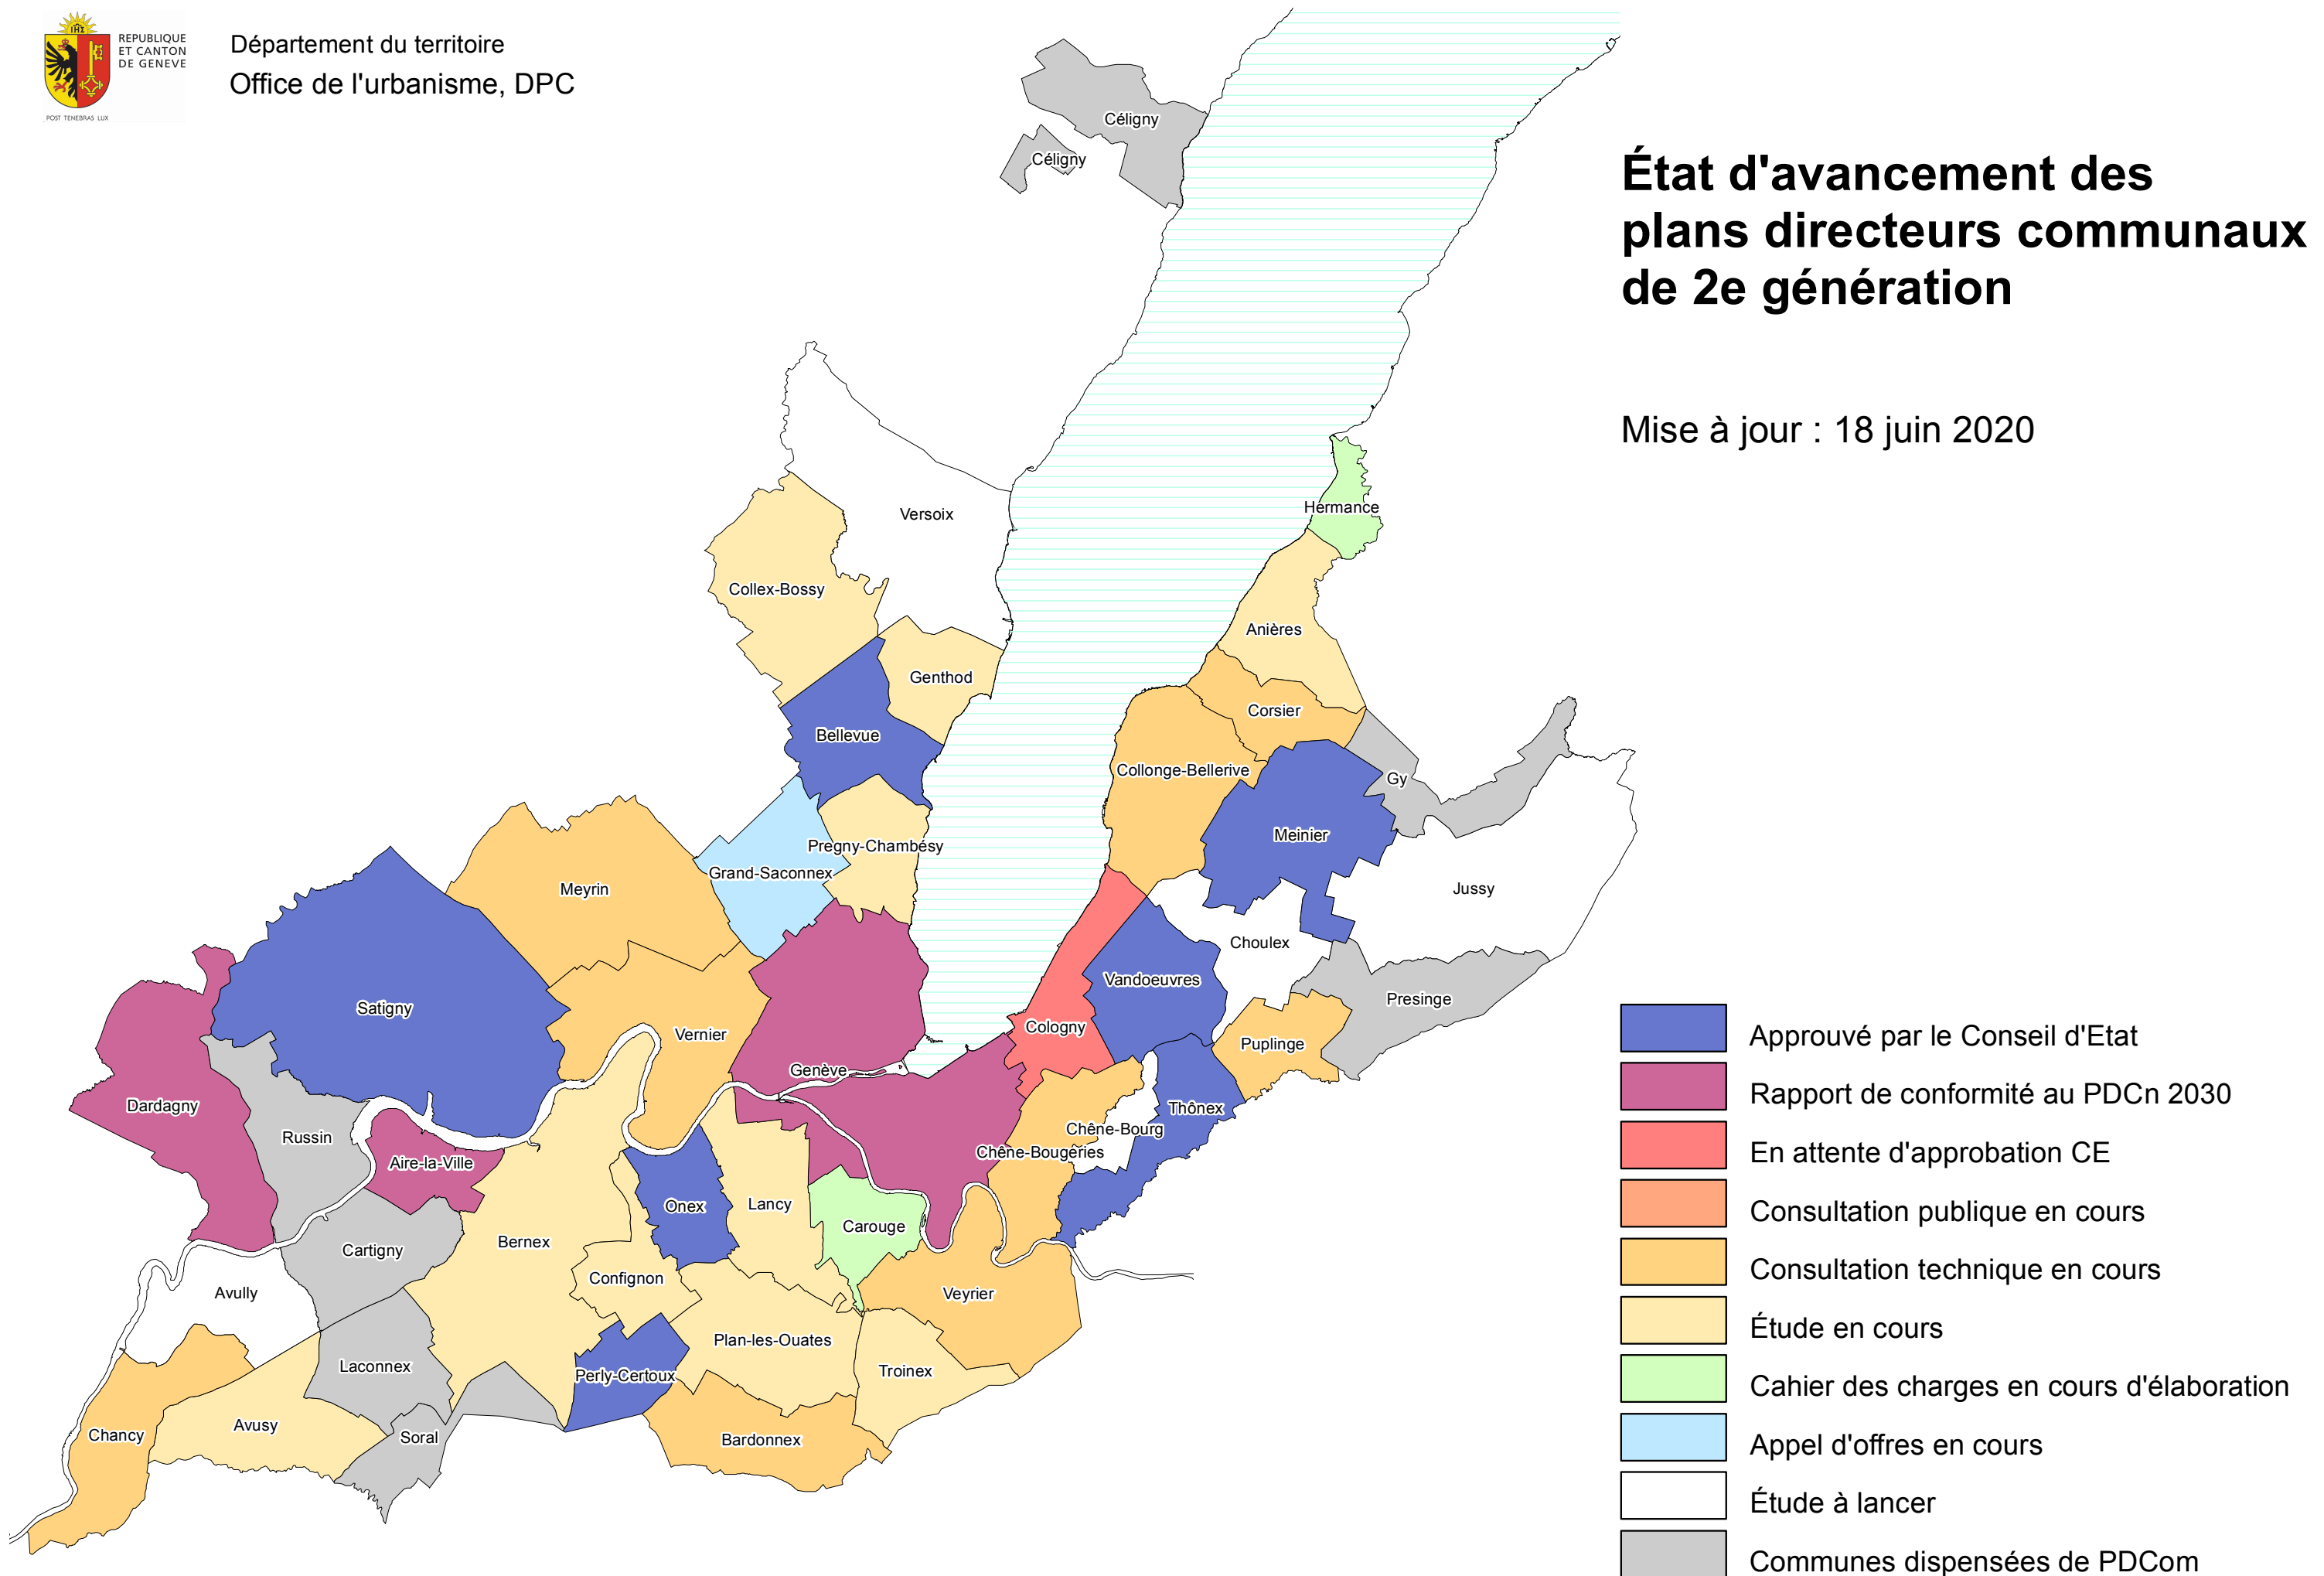 IHS
REPUBLIQUE
ET CANTON
DE GENEVE
POST TENEBRAS LUX
Département du territoire
Office de l'urbanisme, DPC
État d'avancement des
plans directeurs communaux
de 2e génération
Mise à jour : 18 juin 2020
Céligny
Céligny
Versoix
Hermance
Collex-Bossy
Anières
Genthod
Corsier
Bellevue
Collonge-Bellerive
Gy
Meinier
Pregny-Chambésy
Grand-Saconnex
Meyrin
Jussy
Choulex
Vandoeuvres
Presinge
Satigny
Cologny
Vernier
Puplinge
Genève
Dardagny
Thônex
Chêne-Bourg
Russin
Chêne-Bougeries
Aire-la-Ville
Onex
Lancy
Carouge
Bernex
Cartigny
Confignon
Avully
Veyrier
Plan-les-Ouates
Laconnex
Troinex
Perly-Certoux
Avusy
Chancy
Soral
Bardonnex
Approuvé par le Conseil d'Etat
Rapport de conformité au PDCn 2030
En attente d'approbation CE
Consultation publique en cours
Consultation technique en cours
Étude en cours
Cahier des charges en cours d'élaboration
Appel d'offres en cours
Étude à lancer
Communes dispensées de PDCom